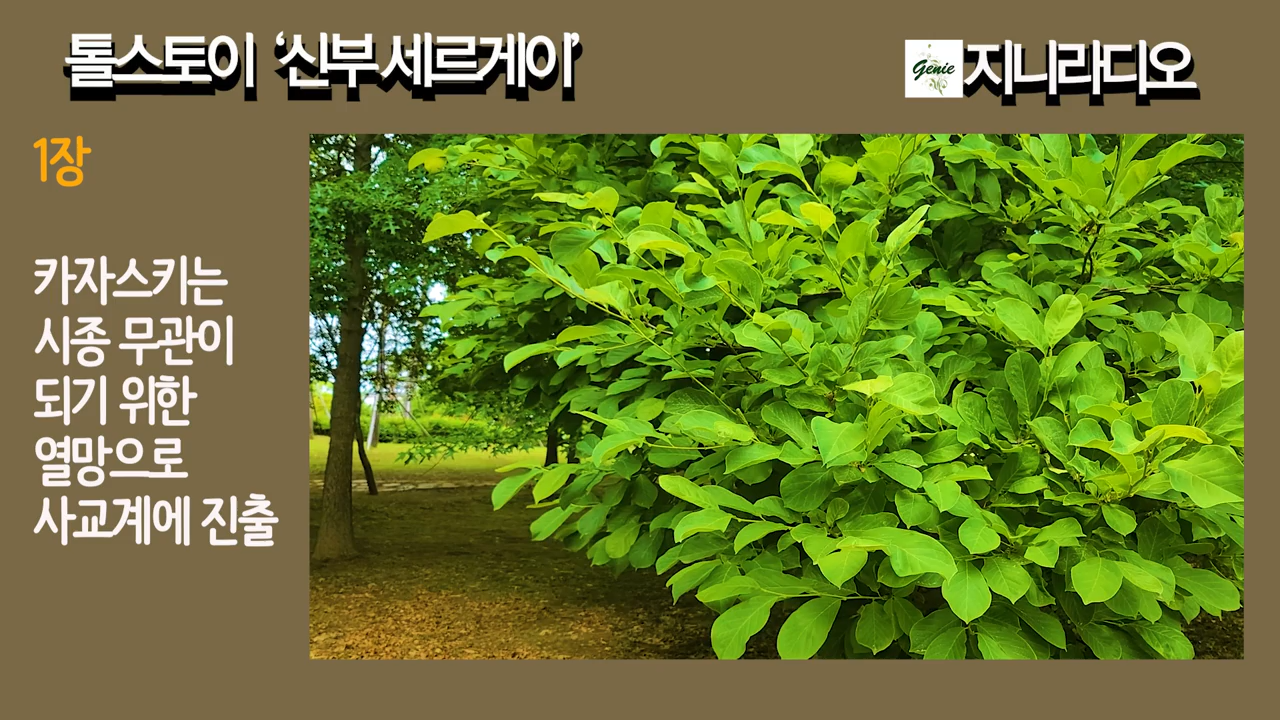 톨스토이 ‘신부 세르게이’
Genie 지니라디오
1장
카자스키는
시종 무관이
되기 위한
열망으로
사교계에 진출